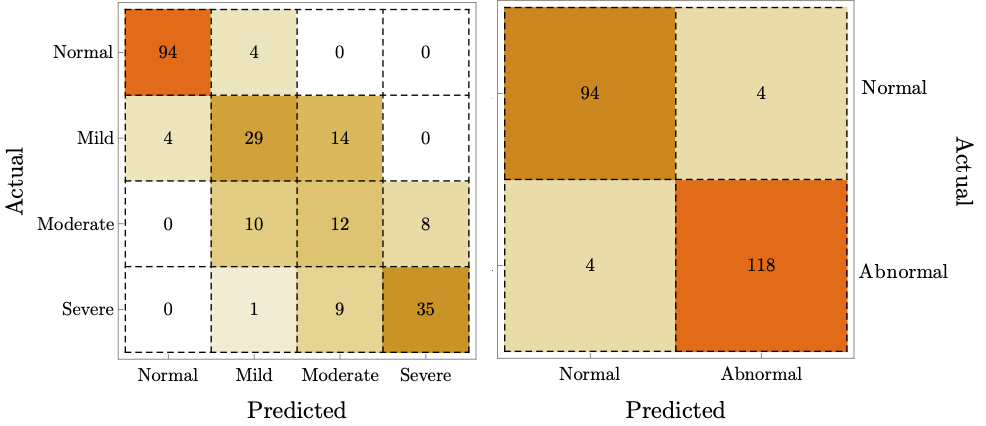 Normal 94 4 0 0
Mild 4 29 14 0
Moderate 0 10 12 8
Severe 0 1 9 35
Normal Mild Moderate Severe
Predicted
Actual
94 4 Normal
4 118 Abnormal
Normal Abnormal
Predicted
Actual